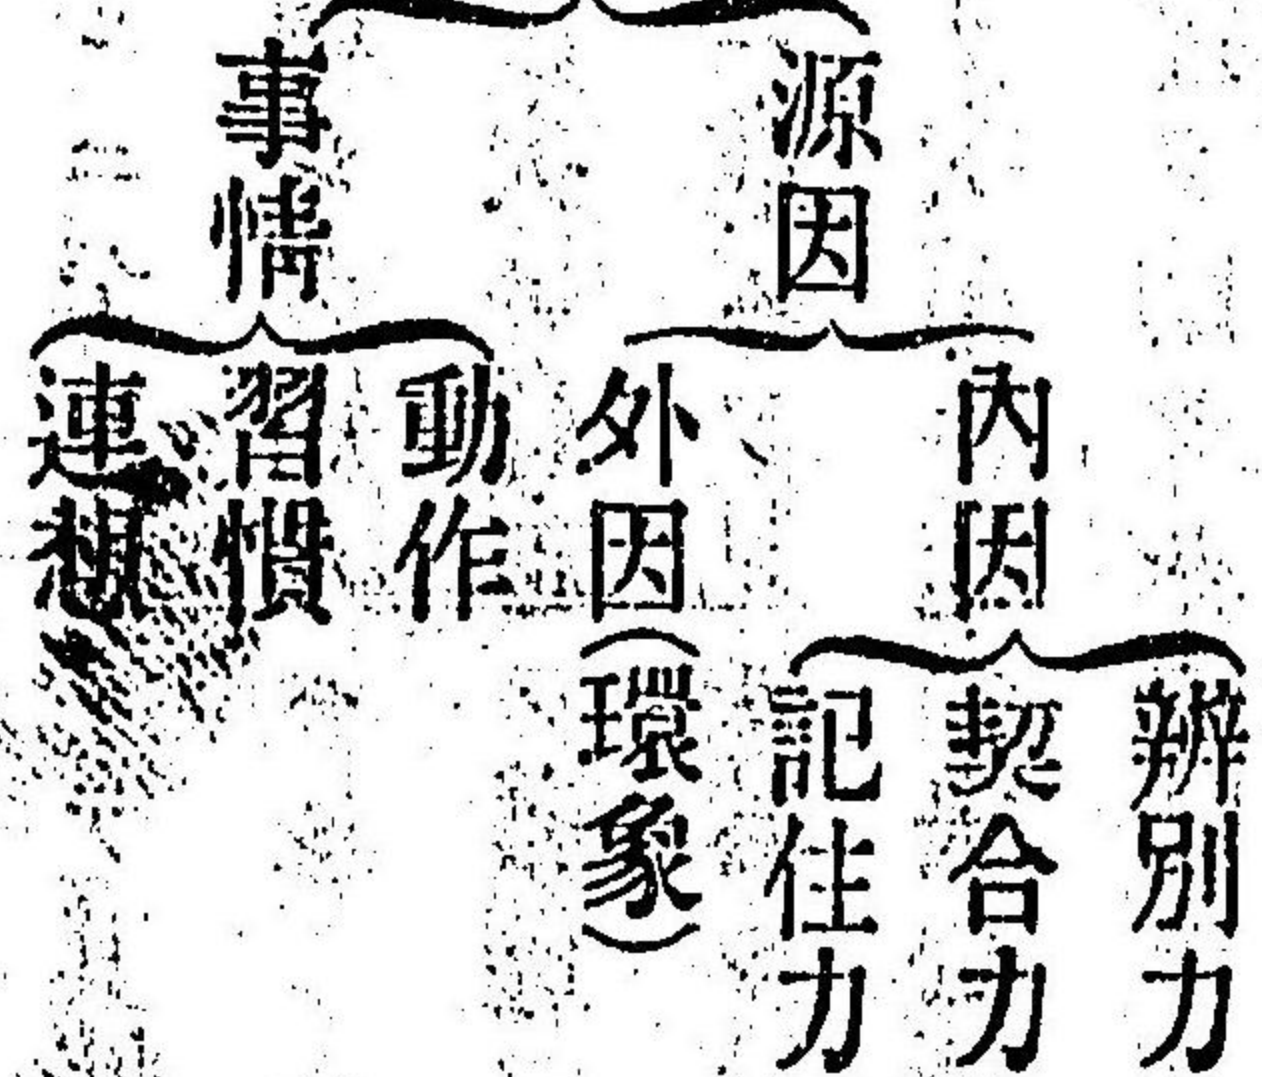 源因
內因
辨別力
契合力
記住力
外因(環象)
事情
動作
習慣
連想